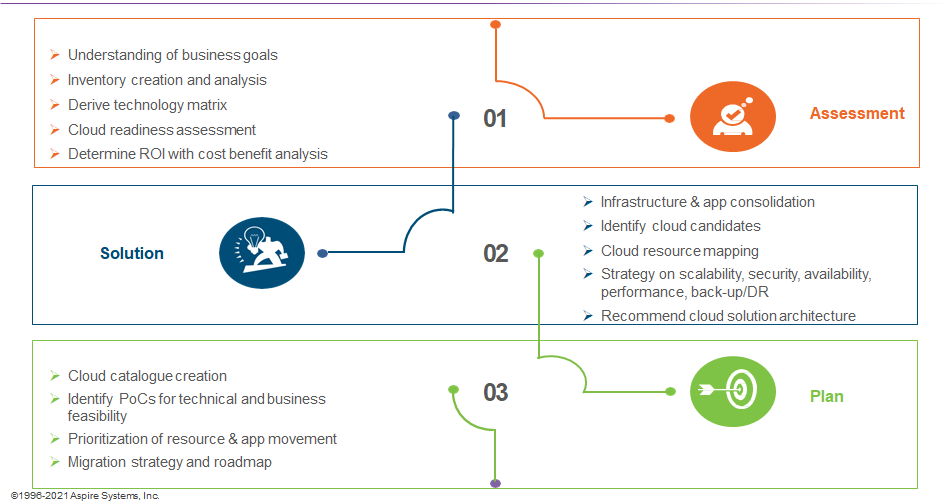 Understanding of business goals
Inventory creation and analysis
Derive technology matrix
Cloud readiness assessment
Determine ROI with cost benefit analysis
01
Assessment
Solution
02
Infrastructure & app consolidation
Identify cloud candidates
Cloud resource mapping
Strategy on scalability, security, availability,
performance, back-up/DR
Recommend cloud solution architecture
Cloud catalogue creation
Identify PoCs for technical and business
feasibility
Prioritization of resource & app movement
Migration strategy and roadmap
03
Plan
©1996-2021 Aspire Systems, Inc.